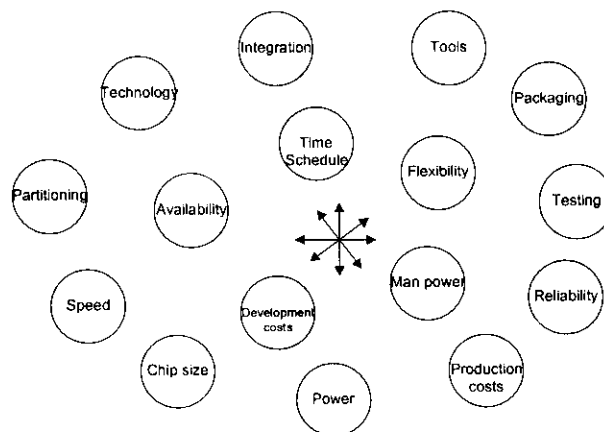 Integration
Tools
Technology
Packaging
Time
Schedule
Flexibility
Partitioning
Availability
Testing
Man power
Reliability
Speed
Development
costs
Chip size
Production
costs
Power